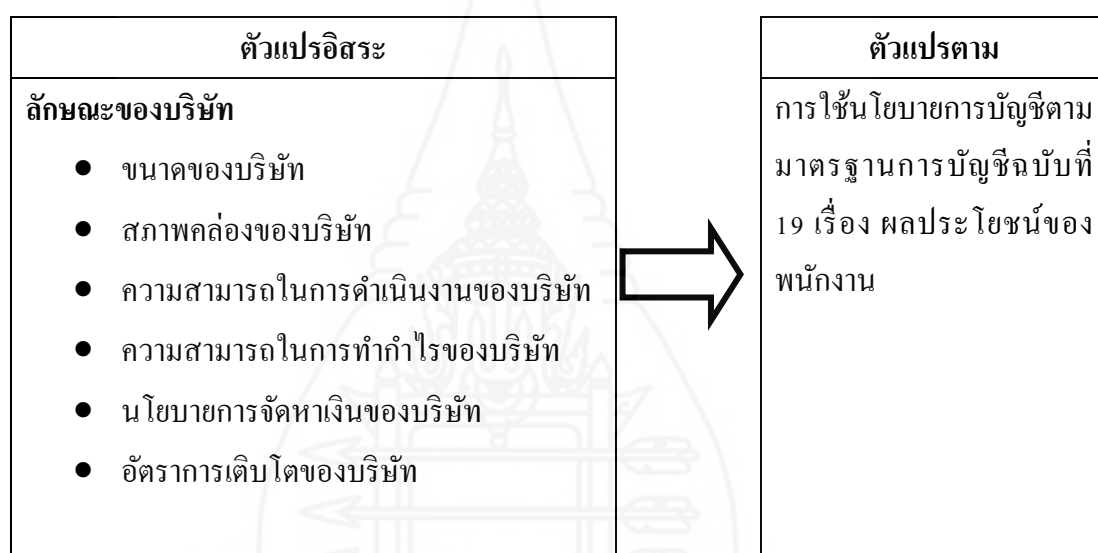 ตัวแปรอิสระ
ลักษณะของบริษัท
● ขนาดของบริษัท
● สภาพคล่องของบริษัท
● ความสามารถในการดำเนินงานของบริษัท
● ความสามารถในการทำกำไรของบริษัท
● นโยบายการจัดหาเงินของบริษัท
● อัตราการเติบโตของบริษัท
ตัวแปรตาม
การใช้นโยบายการบัญชีตาม
มาตรฐานการบัญชีฉบับที่
19 เรื่อง ผลประโยชน์ของ
พนักงาน